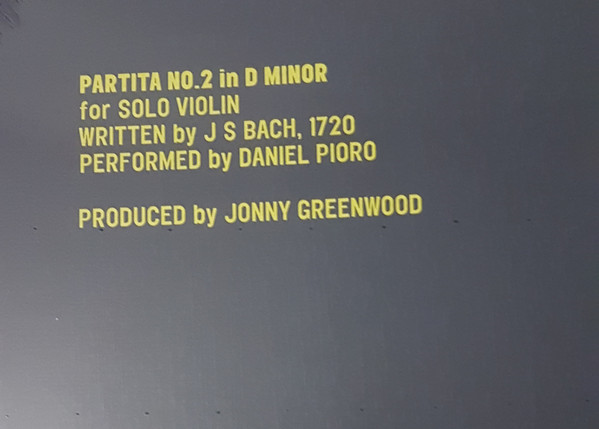 PARTITA NO.2 in D MINOR
for SOLO VIOLIN
WRITTEN by J S BACH, 1720
PERFORMED by DANIEL PIORO
PRODUCED by JONNY GREENWOOD